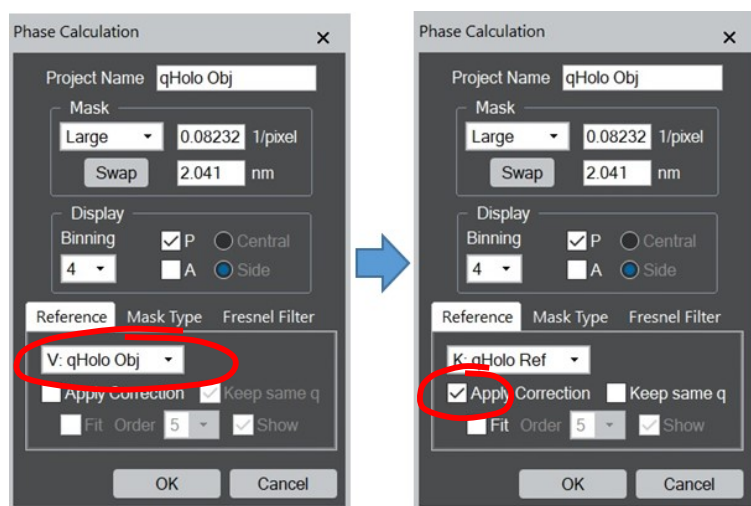 Phase Calculation ×
Project Name qHolo Obj
Mask
Large 0.08232 1/pixel
Swap 2.041 nm
Display
Binning P Central
4 A Side
Reference Mask Type Fresnel Filter
V: qHolo Obj
Apply Correction Keep same q
Fit Order 5 Show
OK Cancel
Phase Calculation ×
Project Name qHolo Obj
Mask
Large 0.08232 1/pixel
Swap 2.041 nm
Display
Binning P Central
4 A Side
Reference Mask Type Fresnel Filter
K: qHolo Ref
Apply Correction Keep same q
Fit Order 5 Show
OK Cancel